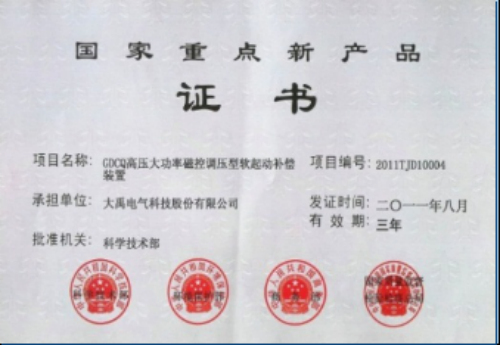 国家重点新产品
证书
项目名称: GDCQ高压大功率磁控调压型软起动补偿装置
项目编号: 2011TJD10004
承担单位: 大禹电气科技股份有限公司
发证时间: 二〇一一年八月
有效期: 三年
批准机关: 科学技术部